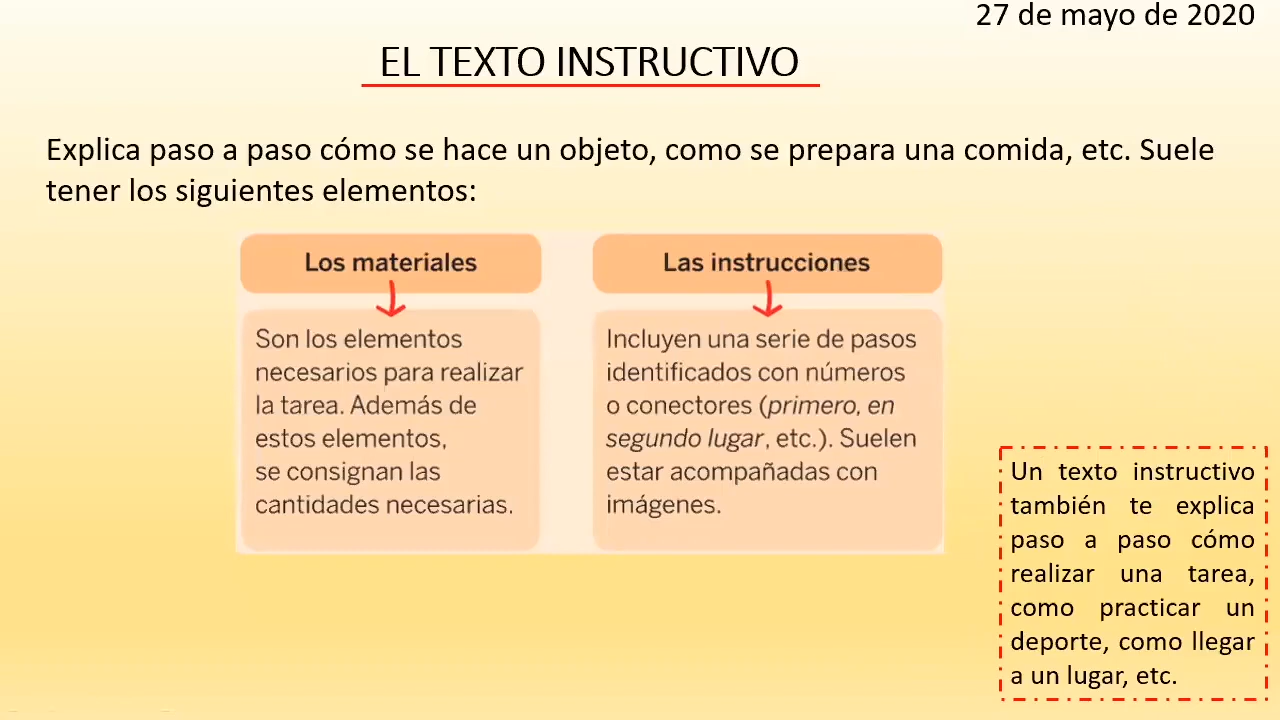 27 de mayo de 2020
EL TEXTO INSTRUCTIVO
Explica paso a paso cómo se hace un objeto, como se prepara una comida, etc. Suele
tener los siguientes elementos:
Los materiales
Son los elementos
necesarios para realizar
la tarea. Además de
estos elementos,
se consignan las
cantidades necesarias.
Las instrucciones
Incluyen una serie de pasos
identificados con números
o conectores (primero, en
segundo lugar, etc.). Suelen
estar acompañadas con
imágenes.
Un texto instructivo
también te explica
paso a paso cómo
realizar una tarea,
como practicar un
deporte, como llegar
a un lugar, etc.